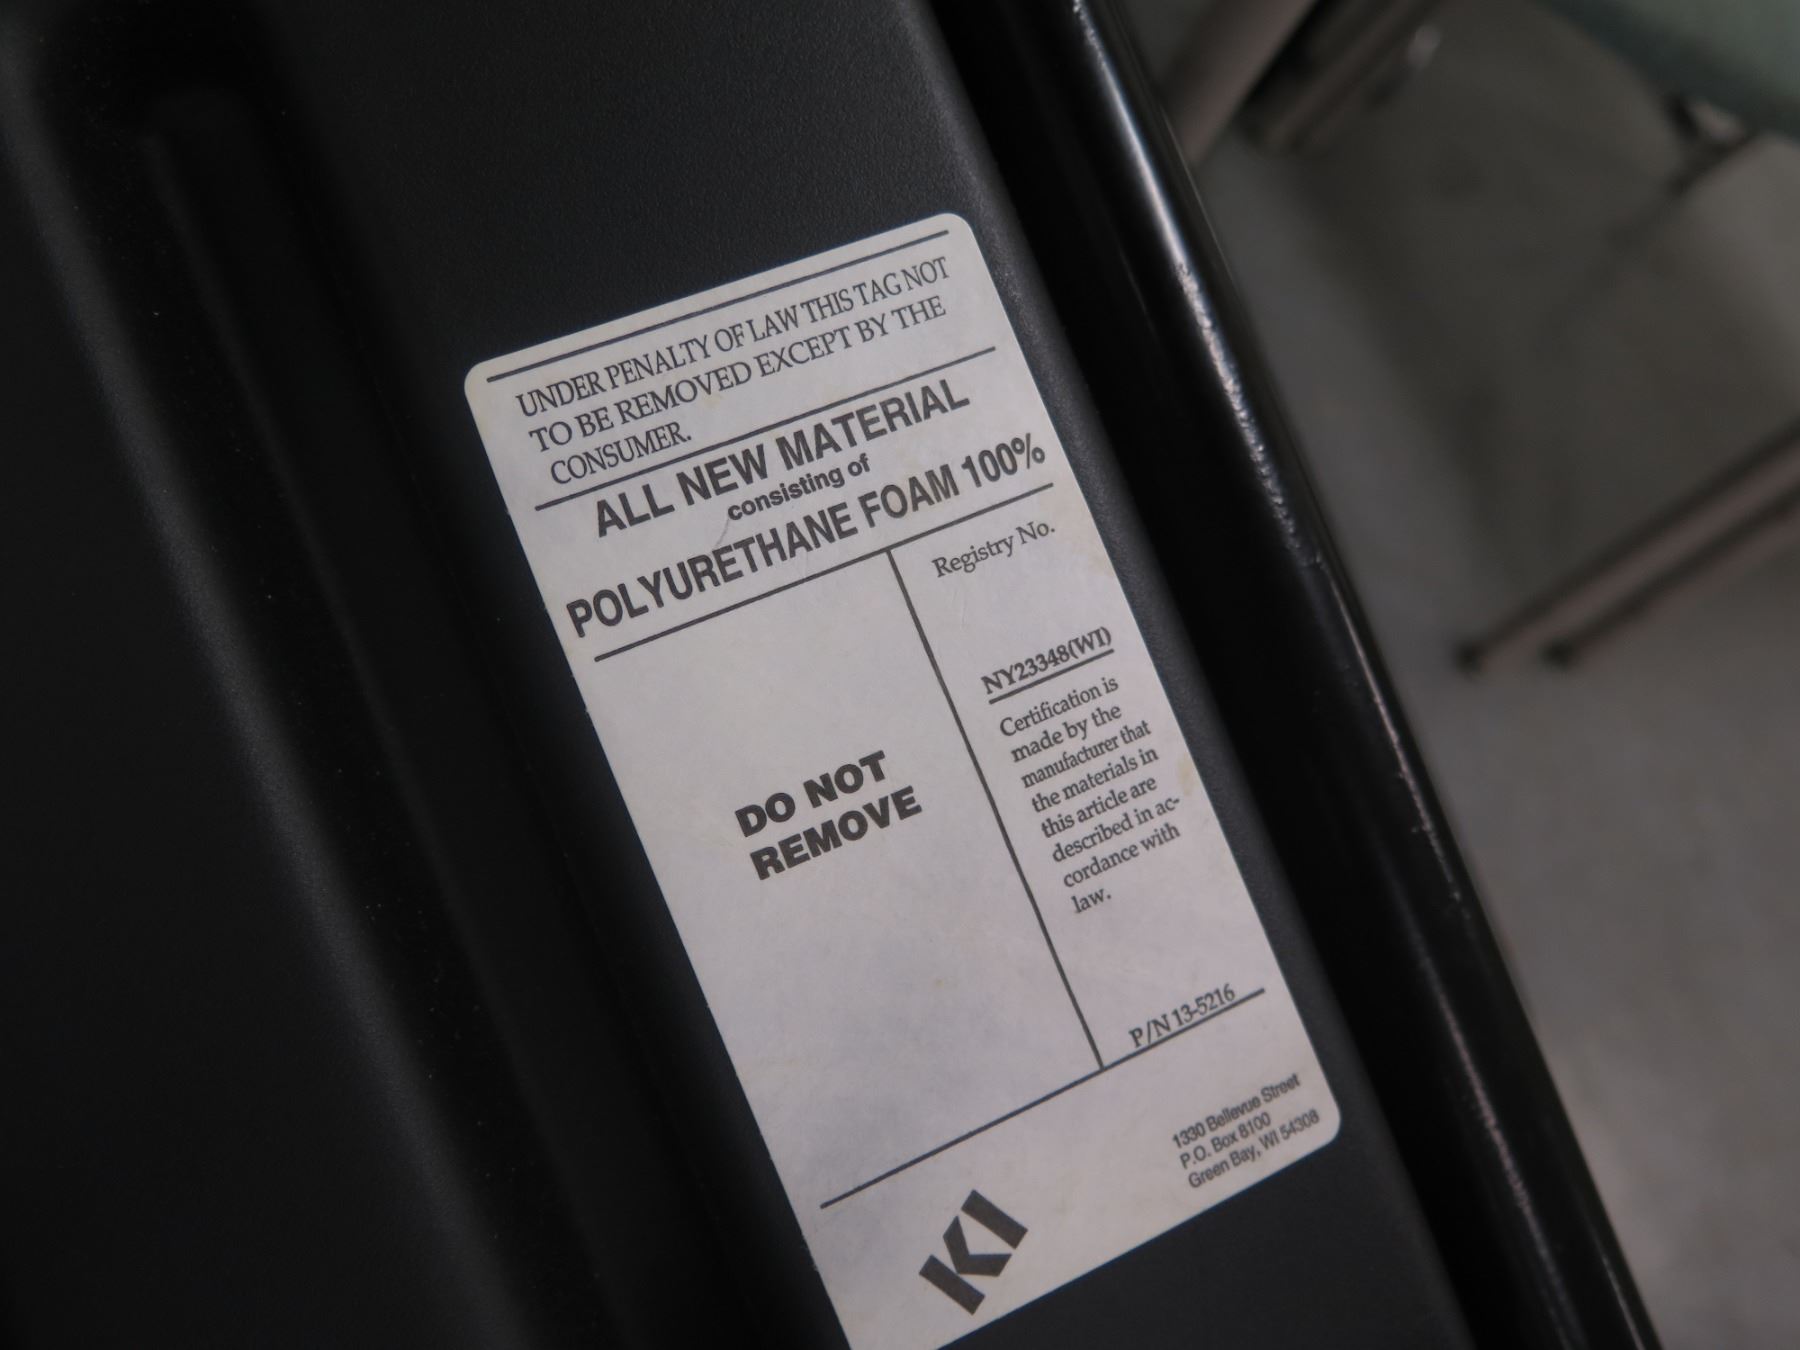 UNDER PENALTY OF LAW THIS TAG NOT
TO BE REMOVED EXCEPT BY THE
CONSUMER.
ALL NEW MATERIAL
consisting of
POLYURETHANE FOAM 100%
Registry No.
NY23348(WI)
Certification is
made by the
manufacturer that
the materials in
this article are
described in ac-
cordance with
law.
DO NOT
REMOVE
P/N 13-5216
KI
1330 Bellevue Street
P.O. Box 8100
Green Bay, WI 54308